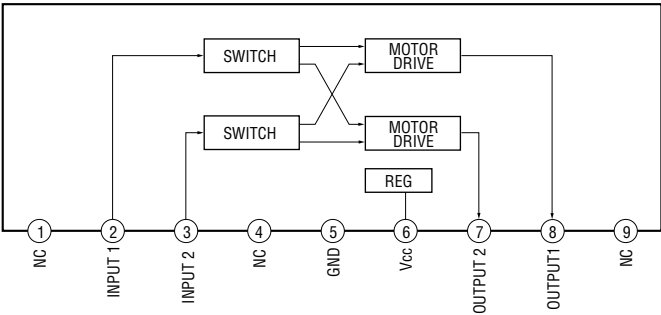 SWITCH
MOTOR
DRIVE
SWITCH
MOTOR
DRIVE
REG
1
2
3
4
5
6
7
8
9
NC
INPUT 1
INPUT 2
NC
GND
Vcc
OUTPUT 2
OUTPUT1
NC